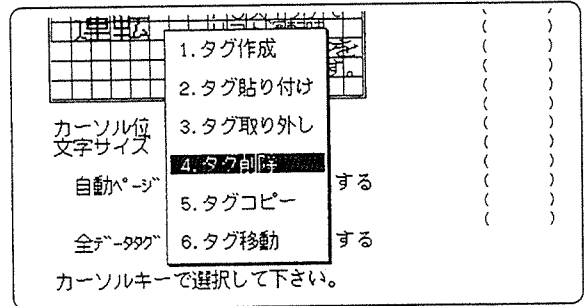 運転
1.タグ作成
2.タグ貼り付け
3.タグ取り外し
4.タグ削除
5.タグコピー
6.タグ移動
す。
カーソル位
文字サイズ
自動ページ
する
全データタグ
する
カーソルキーで選択して下さい。